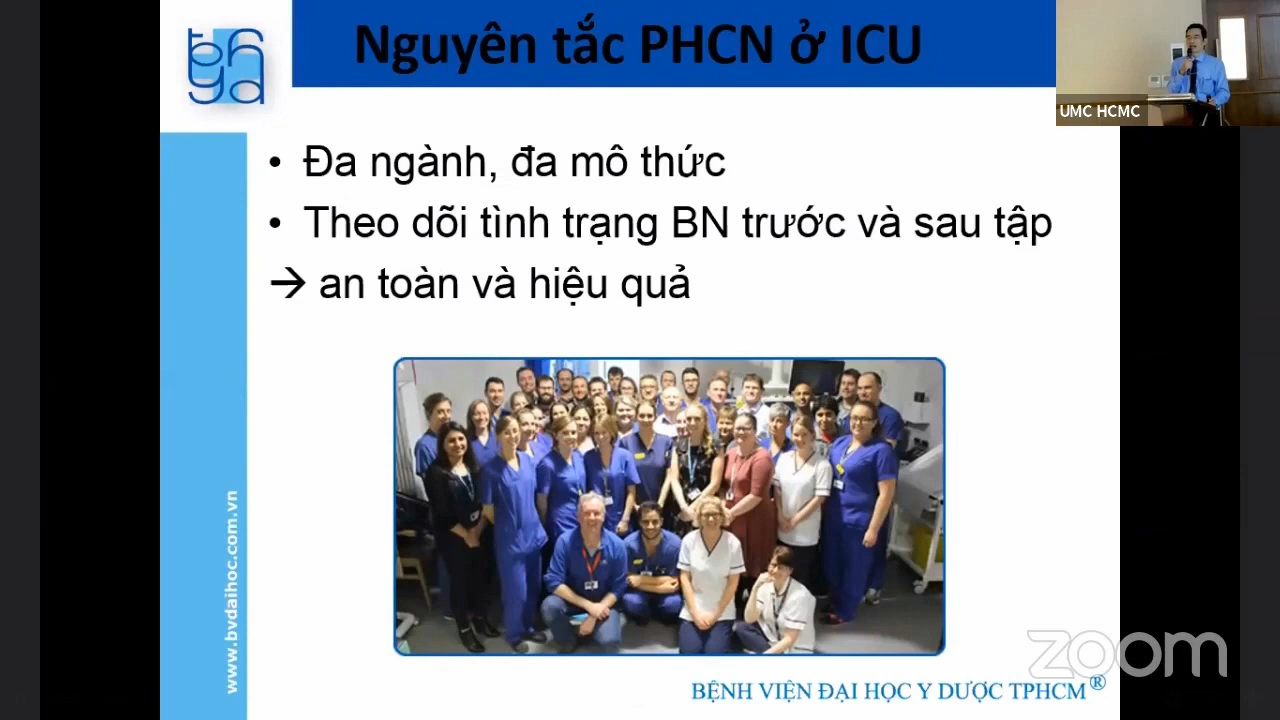 Nguyên tắc PHCN ở ICU
UMC HCMC
• Đa ngành, đa mô thức
• Theo dõi tình trạng BN trước và sau tập
→ an toàn và hiệu quả
www.bvdaihoc.com.vn
zoom
BỆNH VIỆN ĐẠI HỌC Y DƯỢC TPHCM®